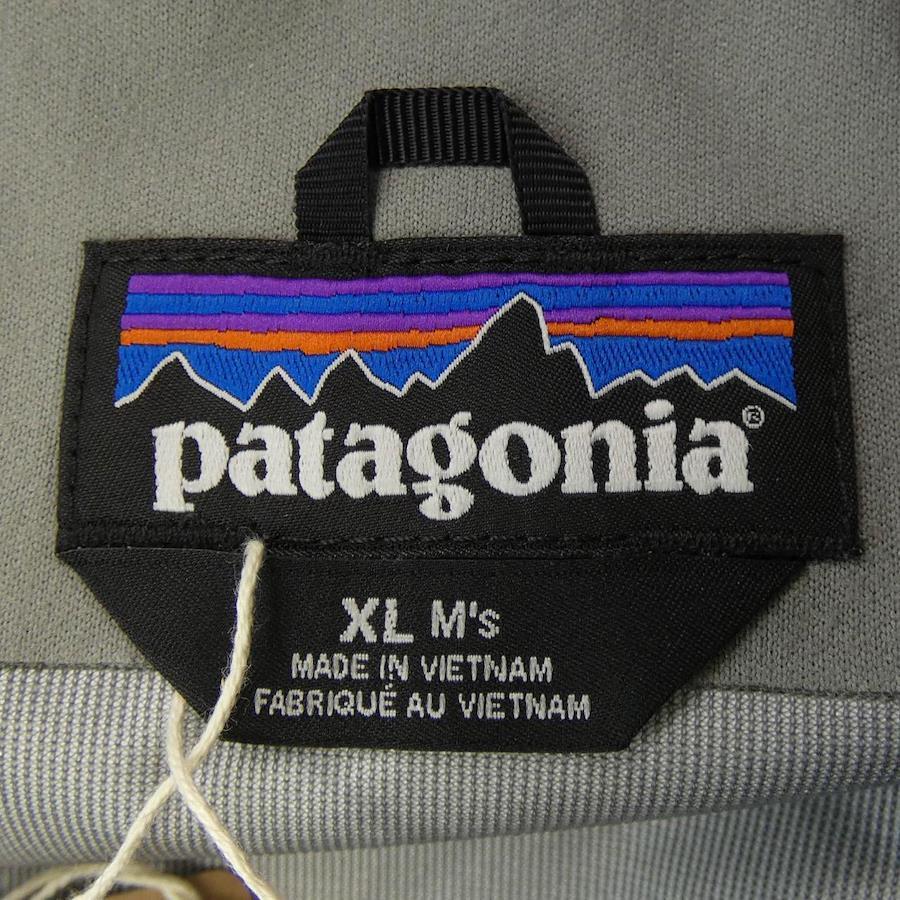 patagonia®
XL M's
MADE IN VIETNAM
FABRIQUÉ AU VIETNAM